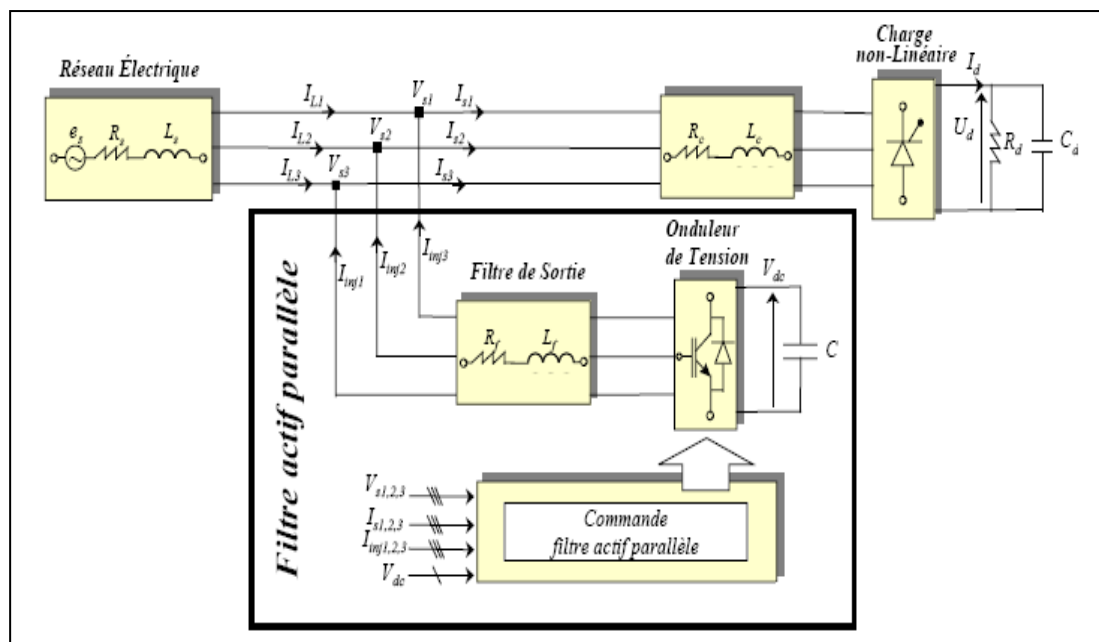 Charge
non-Linéaire
Réseau Électrique
e_s
R_s
L_s
I_L1
I_L2
I_L3
V_s1
V_s2
V_s3
I_s1
I_s2
I_s3
R_c
L_c
I_d
U_d
R_d
C_d
Filtre actif parallèle
I_inj1
I_inj2
I_inj3
Filtre de Sortie
R_f
L_f
Onduleur
de Tension
V_dc
C
V_s1,2,3
I_s1,2,3
I_inj1,2,3
V_dc
Commande
filtre actif parallèle